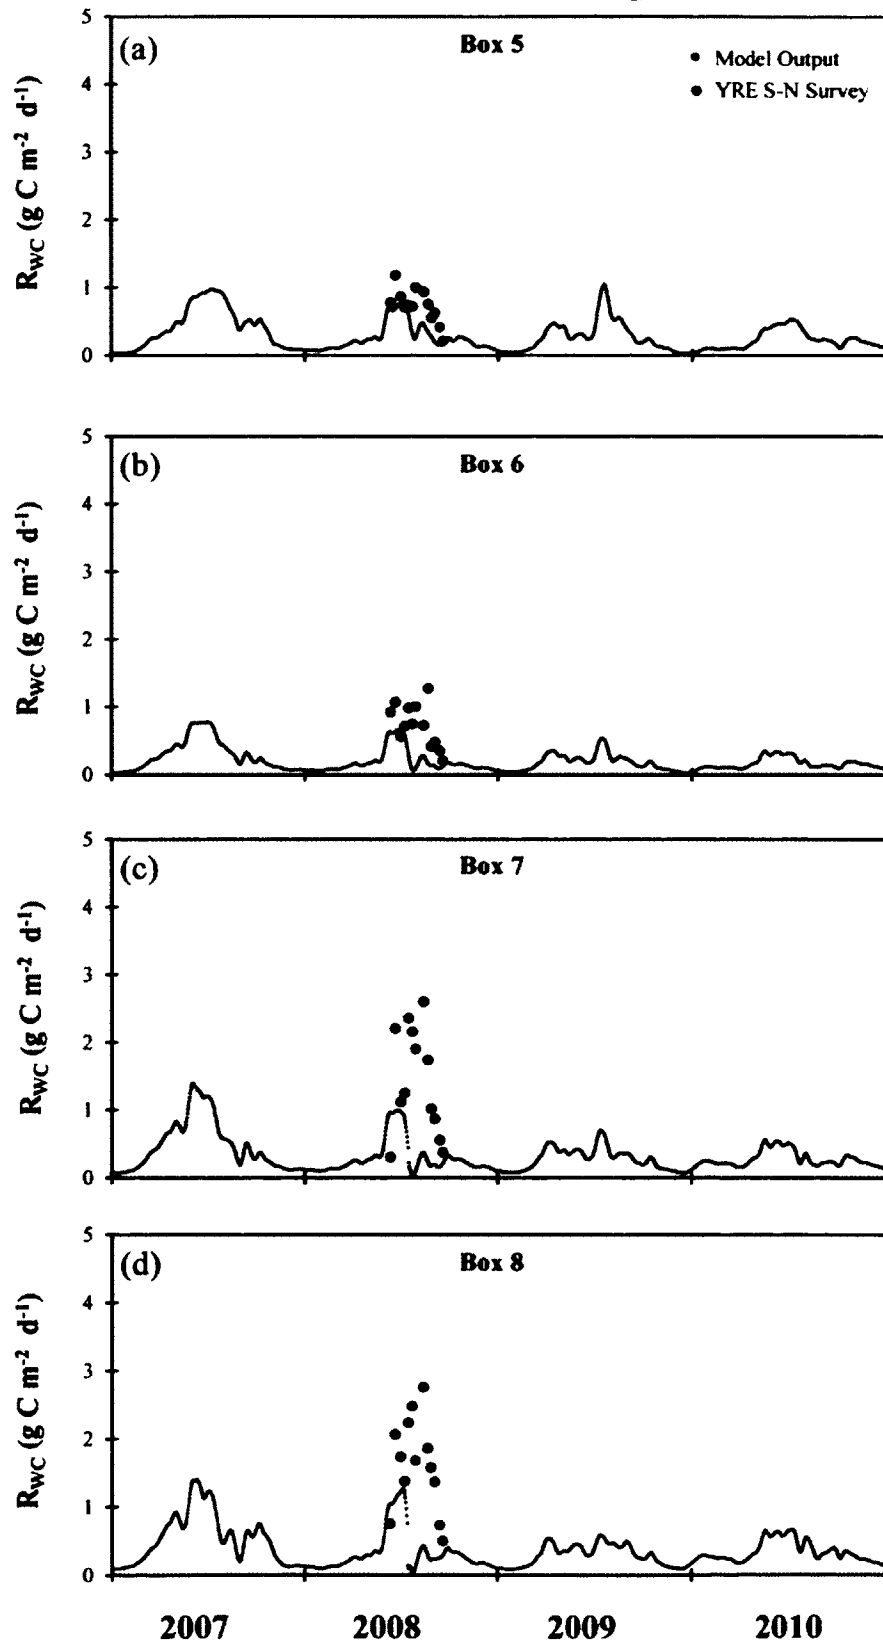 (a)
Box 5
Model Output
YRE S-N Survey
R_WC (g C m^-2 d^-1)
5
4
3
2
1
0
(b)
Box 6
R_WC (g C m^-2 d^-1)
5
4
3
2
1
0
(c)
Box 7
R_WC (g C m^-2 d^-1)
5
4
3
2
1
0
(d)
Box 8
R_WC (g C m^-2 d^-1)
5
4
3
2
1
0
2007 2008 2009 2010